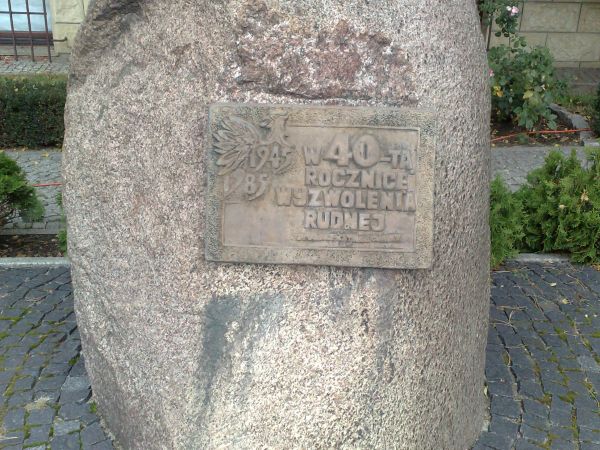 1945
1985
W 40-TĄ
ROCZNICĘ
WYZWOLENIA
RUDNEJ